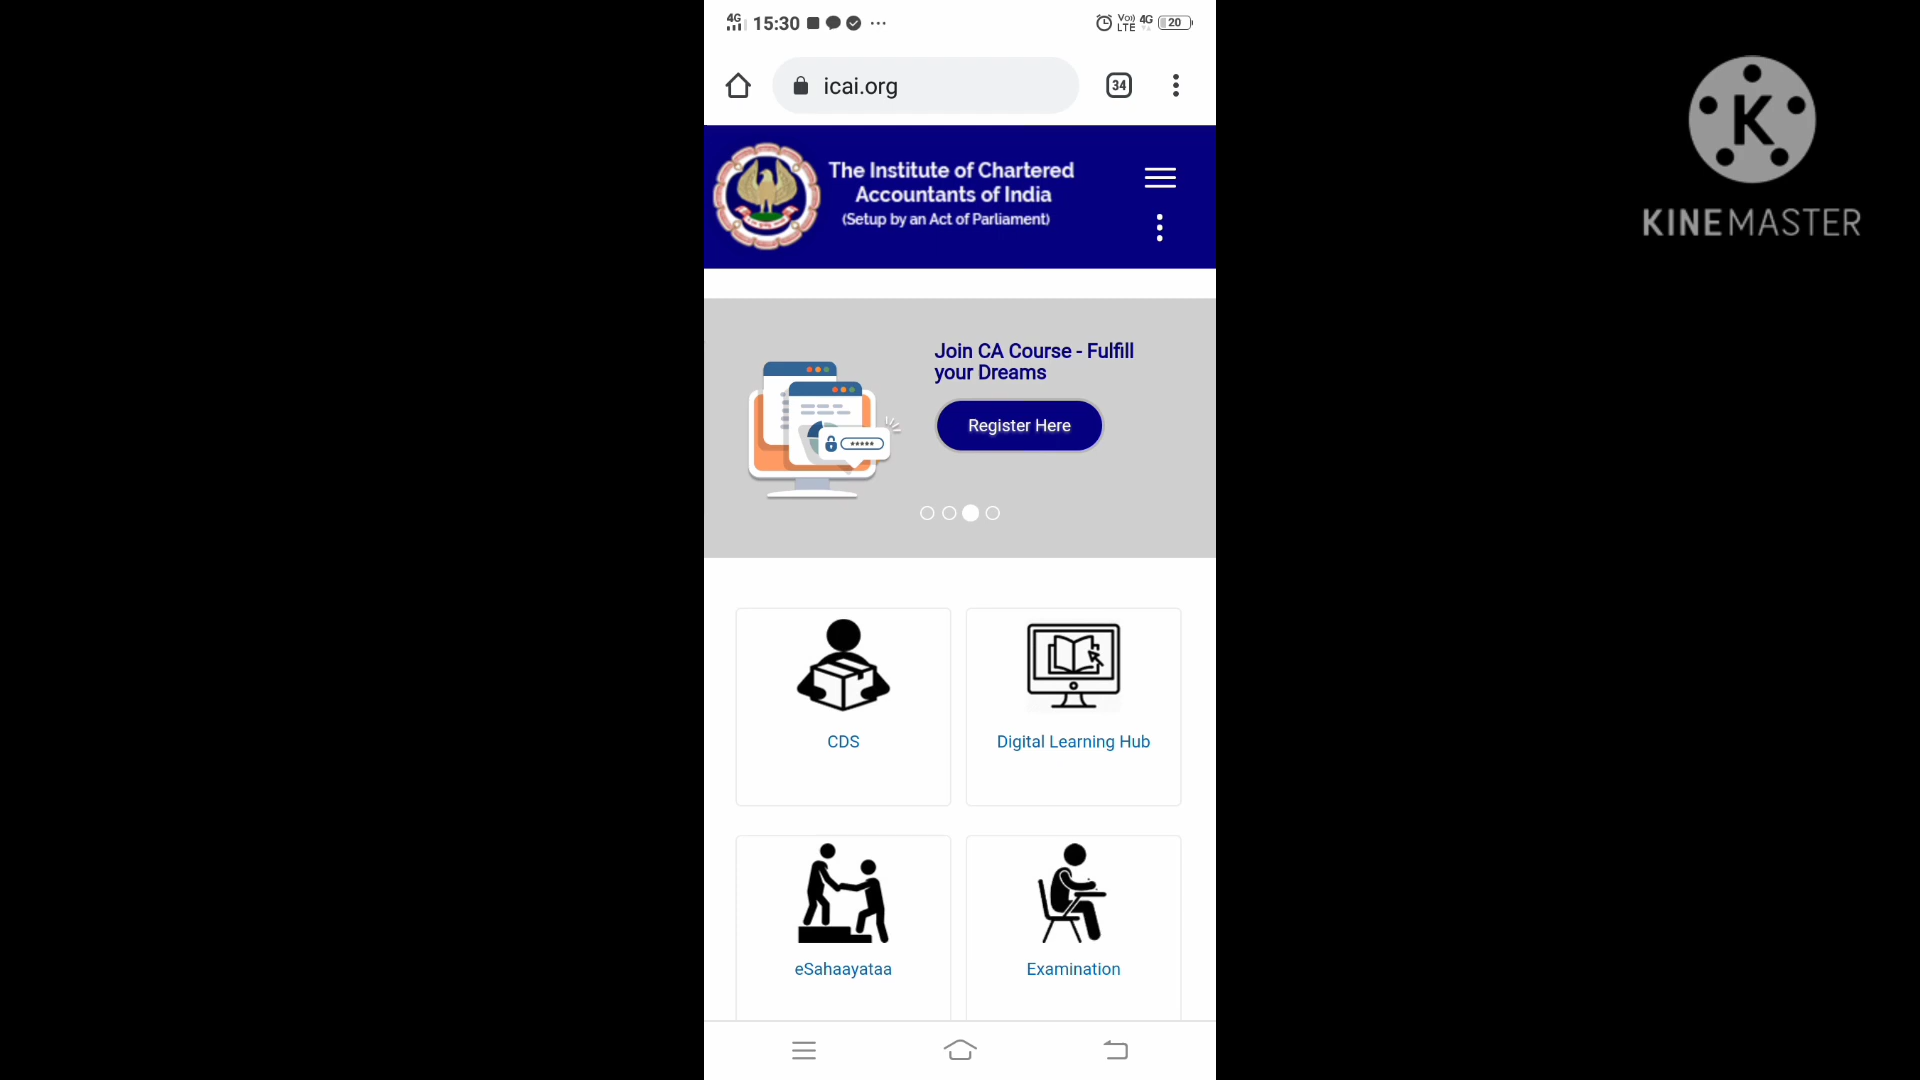 4G 15:30 ··· Vo) LTE 4G 20
icai.org 34
The Institute of Chartered
Accountants of India
(Setup by an Act of Parliament)
Join CA Course - Fulfill
your Dreams
Register Here
*****
CDS
Digital Learning Hub
eSahaayataa
Examination
K
KINEMASTER